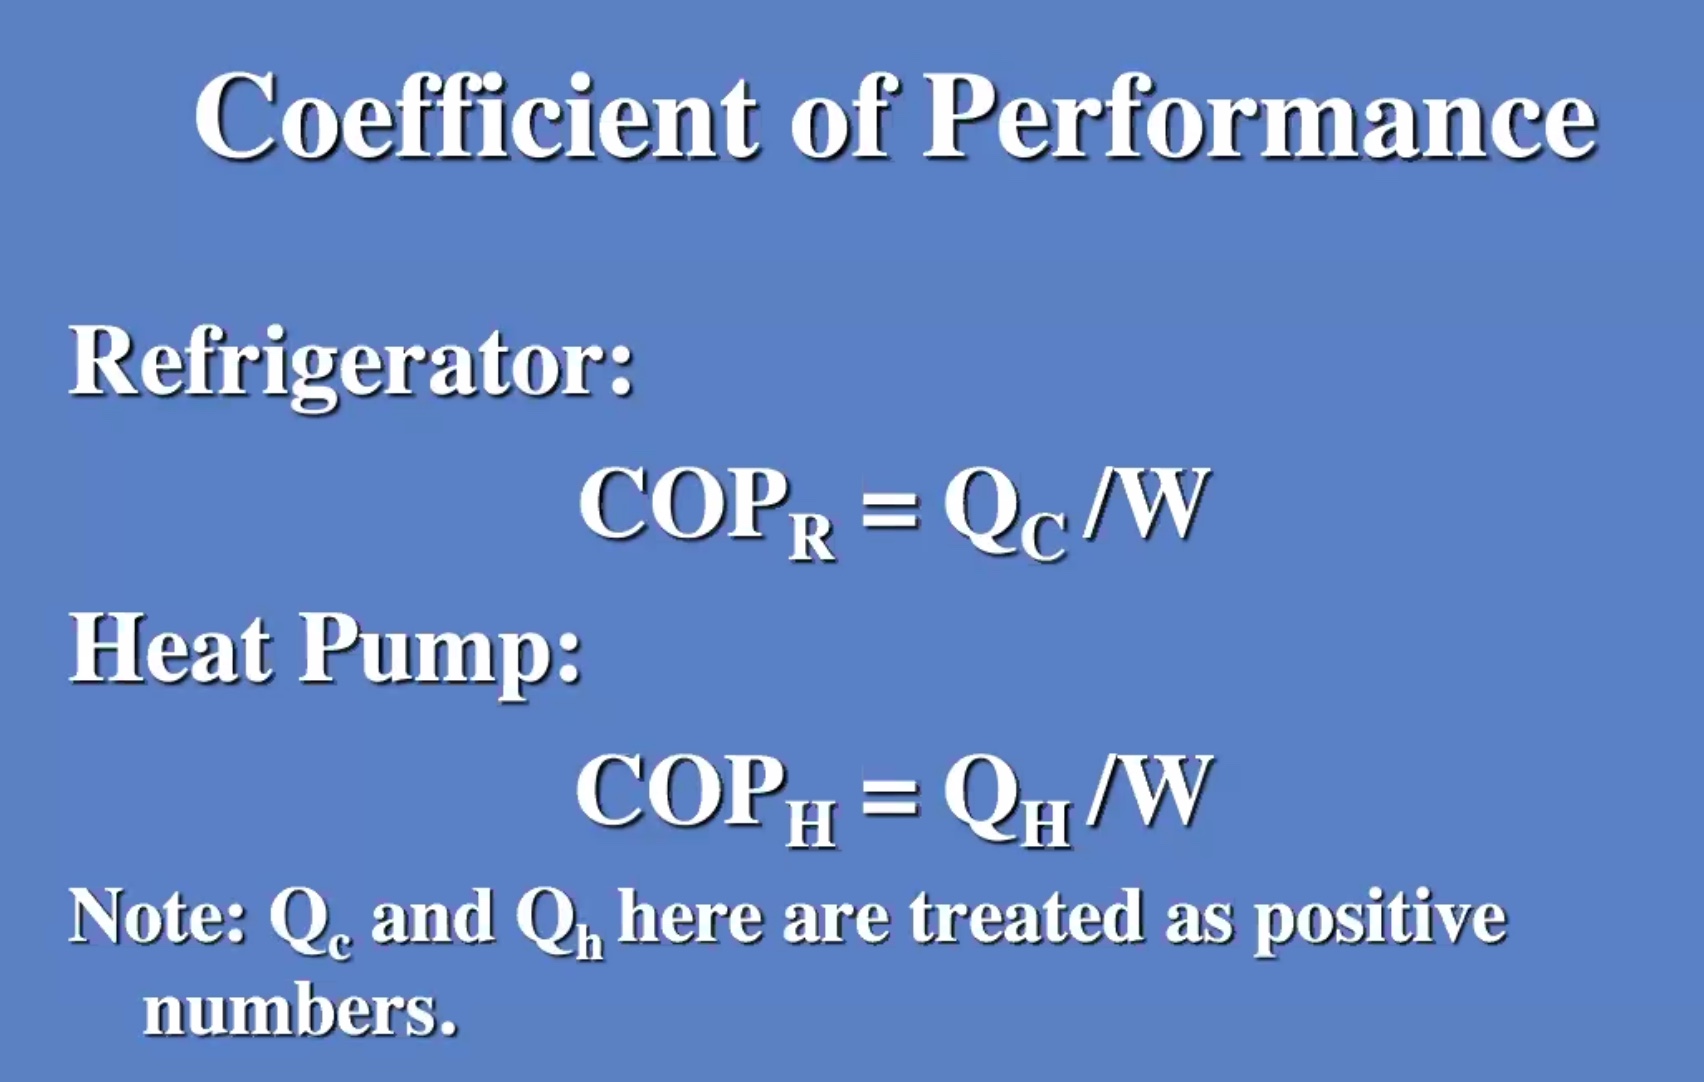 Coefficient of Performance
Refrigerator:
COP_R = Q_C /W
Heat Pump:
COP_H = Q_H /W
Note: Q_c and Q_h here are treated as positive
numbers.